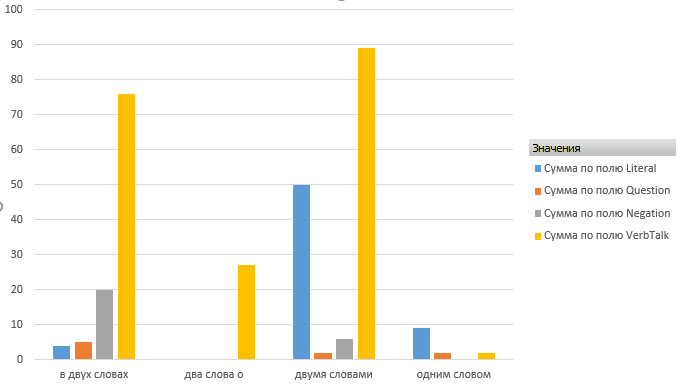 100
90
80
70
60
50
40
30
20
10
0
в двух словах
два слова о
двумя словами
одним словом
Значения
Сумма по полю Literal
Сумма по полю Question
Сумма по полю Negation
Сумма по полю VerbTalk